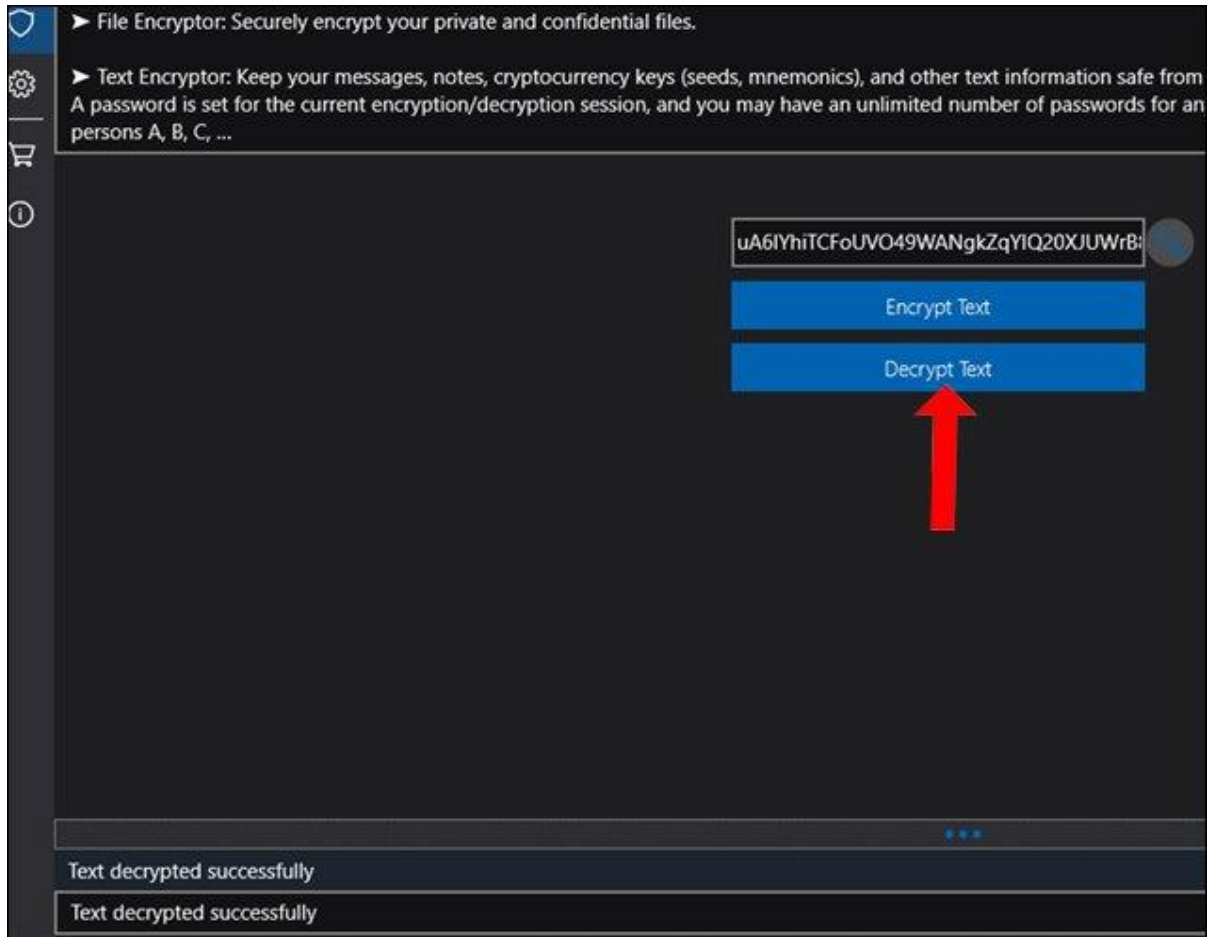 ➤ File Encryptor: Securely encrypt your private and confidential files.
➤ Text Encryptor: Keep your messages, notes, cryptocurrency keys (seeds, mnemonics), and other text information safe from
A password is set for the current encryption/decryption session, and you may have an unlimited number of passwords for an
persons A, B, C, ...
uA6IYhiTCFoUVO49WANgkZqYIQ20XJUWrB
Encrypt Text
Decrypt Text
Text decrypted successfully
Text decrypted successfully